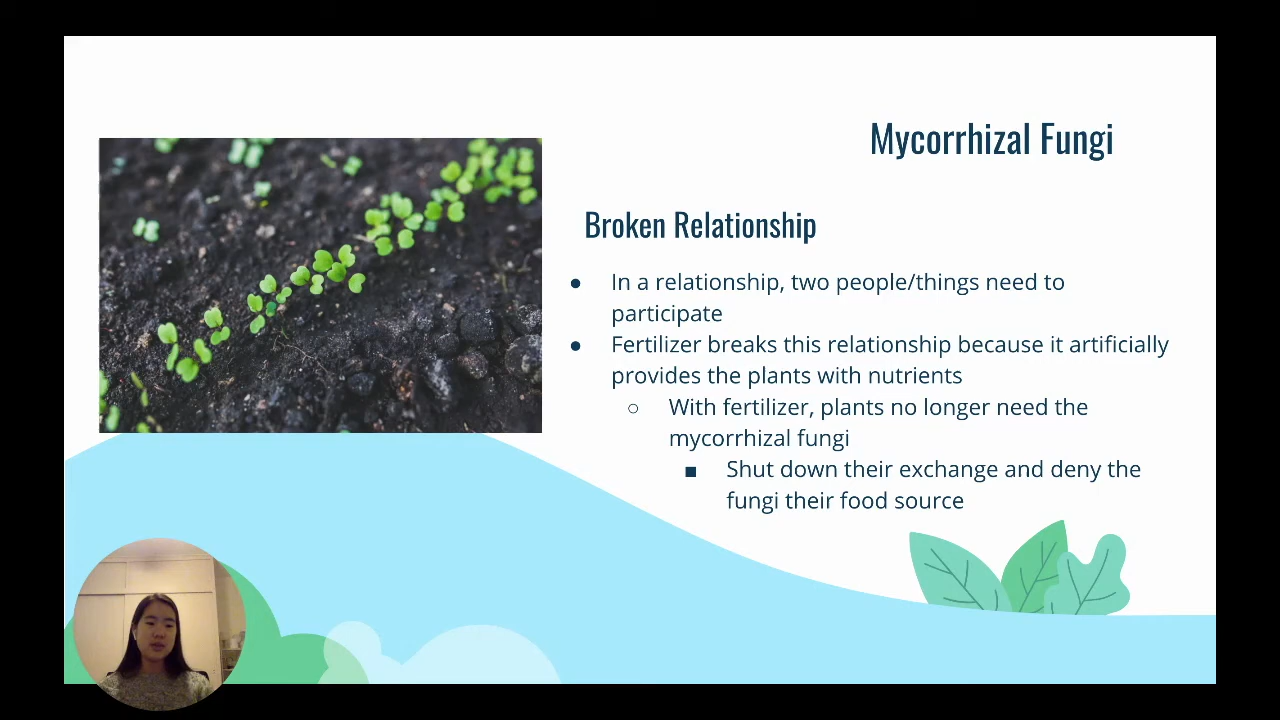 Mycorrhizal Fungi
Broken Relationship
● In a relationship, two people/things need to
participate
● Fertilizer breaks this relationship because it artificially
provides the plants with nutrients
○ With fertilizer, plants no longer need the
mycorrhizal fungi
■ Shut down their exchange and deny the
fungi their food source